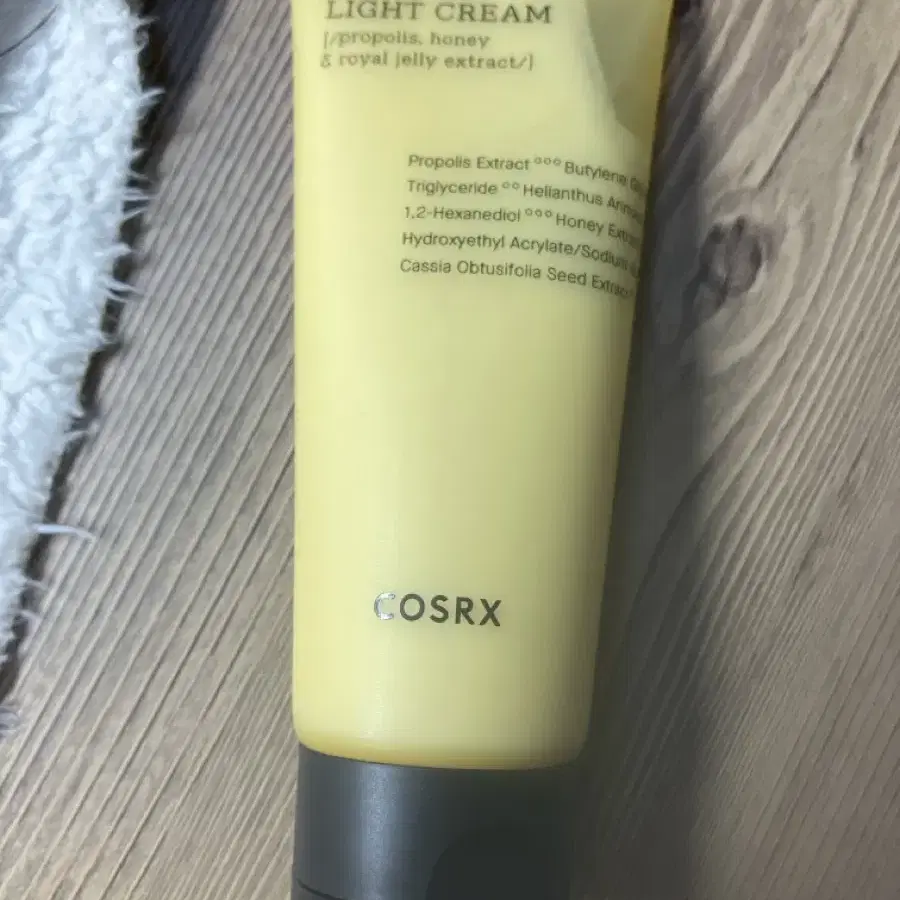 LIGHT CREAM
[/propolis, honey
& royal jelly extract/]
Propolis Extract °°° Butylene
Triglyceride °° Helianthus
1,2-Hexanediol °°° Honey
Hydroxyethyl Acrylate/Sodium
Cassia Obtusifolia Seed Extract
COSRX